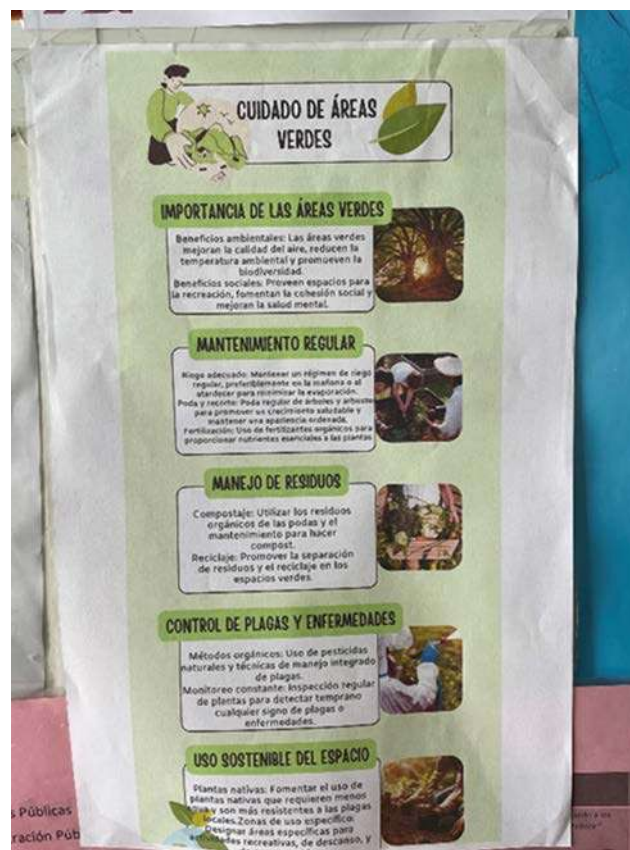 CUIDADO DE ÁREAS
VERDES
IMPORTANCIA DE LAS ÁREAS VERDES
Beneficios ambientales: Las áreas verdes
mejoran la calidad del aire, reducen la
temperatura ambiental y promueven la
biodiversidad.
Beneficios sociales: Proveen espacios para
la recreación, fomentan la cohesión social y
mejoran la salud mental.
MANTENIMIENTO REGULAR
Riego adecuado: Mantener un régimen de riego
regular, preferiblemente en la mañana o al
atardecer para minimizar la evaporación.
Poda y recorte: Poda regular de árboles y arbustos
para promover un crecimiento saludable y
mantener una apariencia ordenada.
Fertilización: Uso de fertilizantes orgánicos para
proporcionar nutrientes esenciales a las plantas
MANEJO DE RESIDUOS
Compostaje: Utilizar los residuos
orgánicos de las podas y el
mantenimiento para hacer
compost.
Reciclaje: Promover la separación
de residuos y el reciclaje en los
espacios verdes.
CONTROL DE PLAGAS Y ENFERMEDADES
Métodos orgánicos: Uso de pesticidas
naturales y técnicas de manejo integrado
de plagas.
Monitoreo constante: Inspección regular
de plantas para detectar temprano
cualquier signo de plagas o
enfermedades.
USO SOSTENIBLE DEL ESPACIO
Plantas nativas: Fomentar el uso de
plantas nativas que requieren menos
y son más resistentes a las plagas
locales.Zonas de uso específico:
Designar áreas específicas para
actividades recreativas, de descanso, y
s Públicas
ración Púb